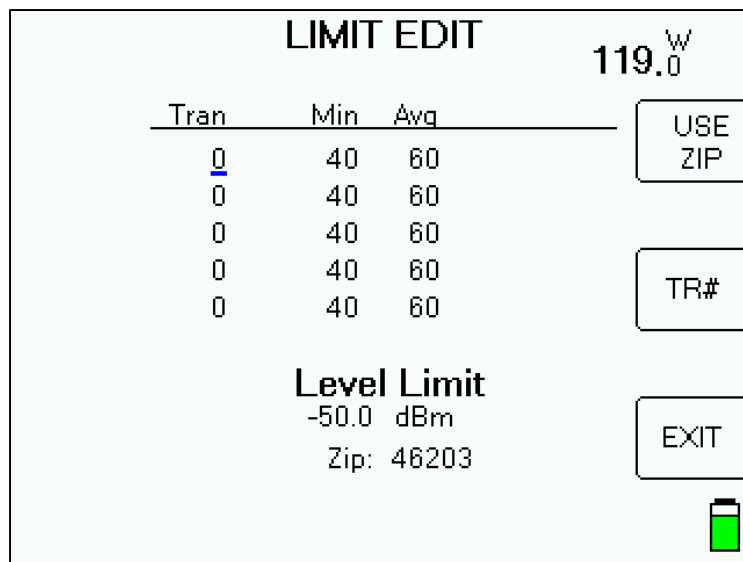 LIMIT EDIT
119.0 W
Tran Min Avg
0 40 60
0 40 60
0 40 60
0 40 60
0 40 60
USE
ZIP
TR#
Level Limit
-50.0 dBm
Zip: 46203
EXIT